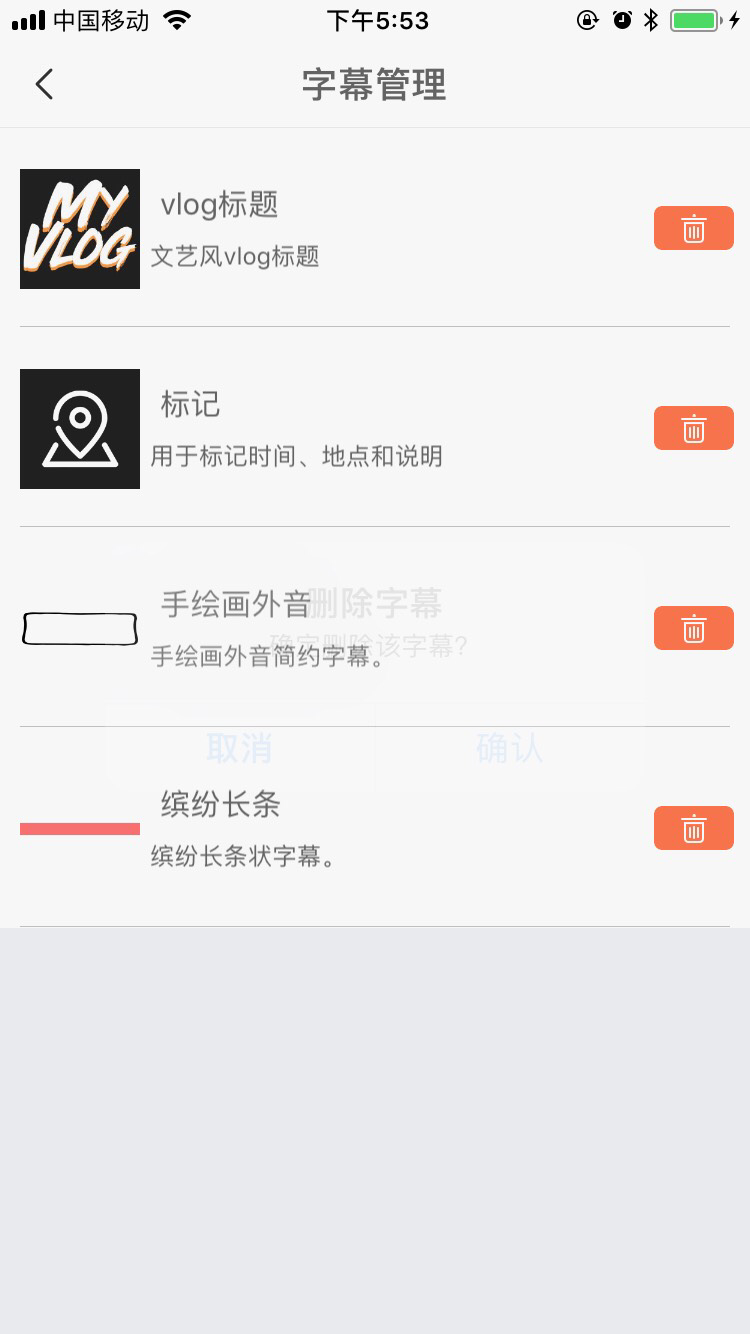 中国移动 下午5:53
字幕管理
MY
VLOG
vlog标题
文艺风vlog标题
标记
用于标记时间、地点和说明
手绘画外音
删除字幕
确定删除该字幕?
手绘画外音简约字幕。
取消 确认
缤纷长条
缤纷长条状字幕。